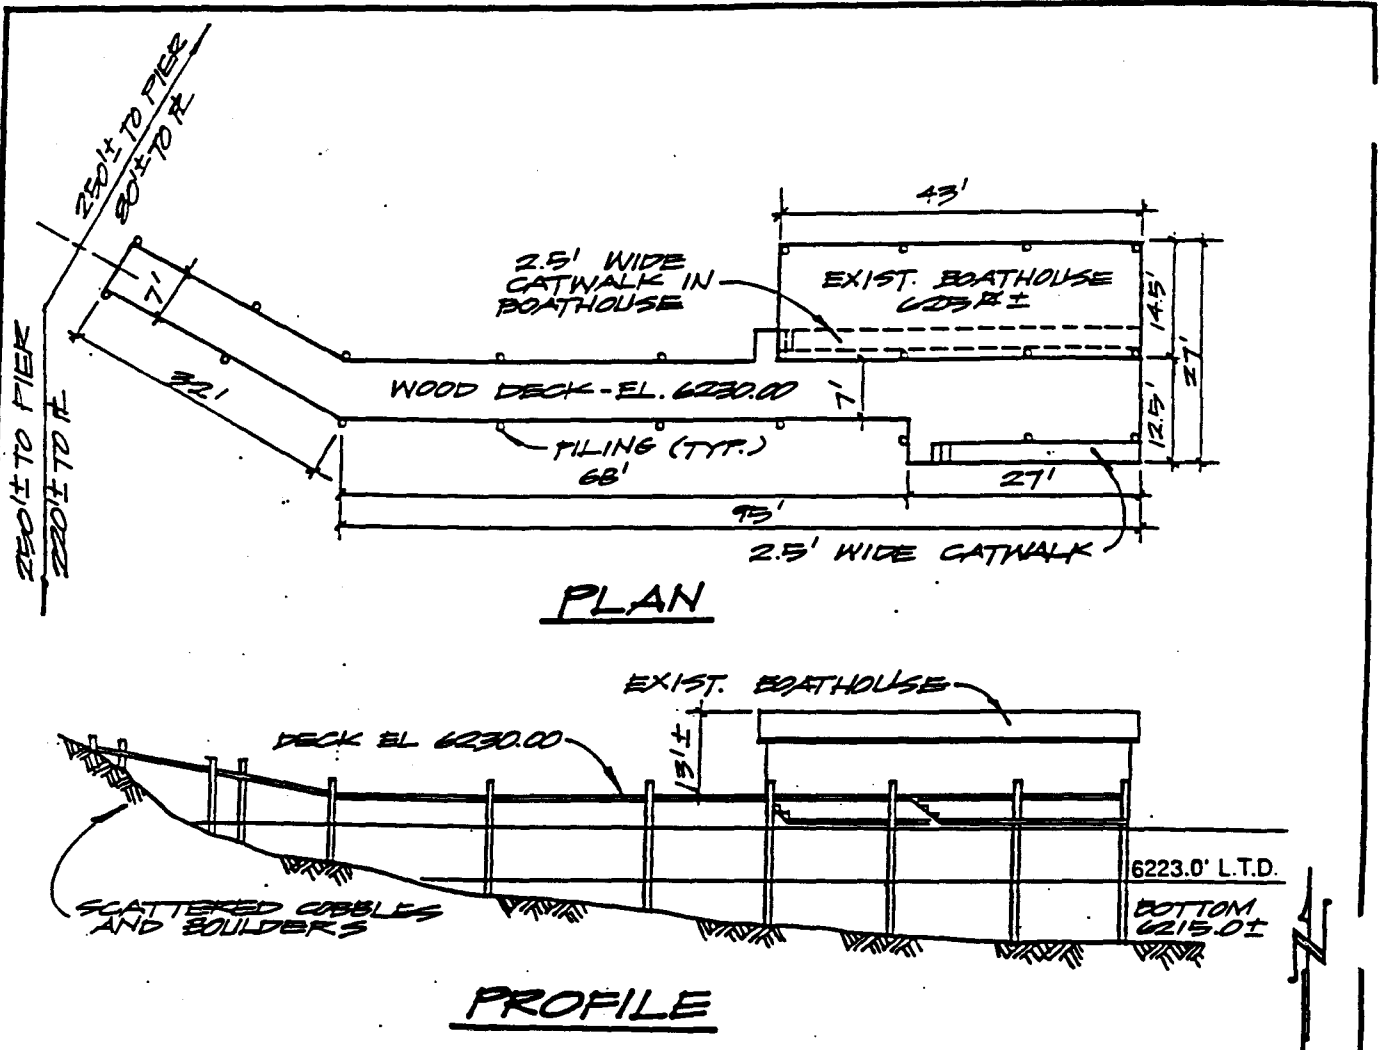 250'± TO PIER
80'± TO ⅊
43'
2.5' WIDE
CATWALK IN
BOATHOUSE
EXIST. BOATHOUSE
625 ±
14.5'
27'
7'
32'
WOOD DECK-EL. 6230.00
7'
12.5'
PILING (TYP.)
68'
27'
95'
2.5' WIDE CATWALK
250'± TO PIER
220'± TO ⅊
PLAN
EXIST. BOATHOUSE
DECK EL 6230.00
13'±
6223.0' L.T.D.
SCATTERED COBBLES
AND BOULDERS
BOTTOM
6215.0±
PROFILE